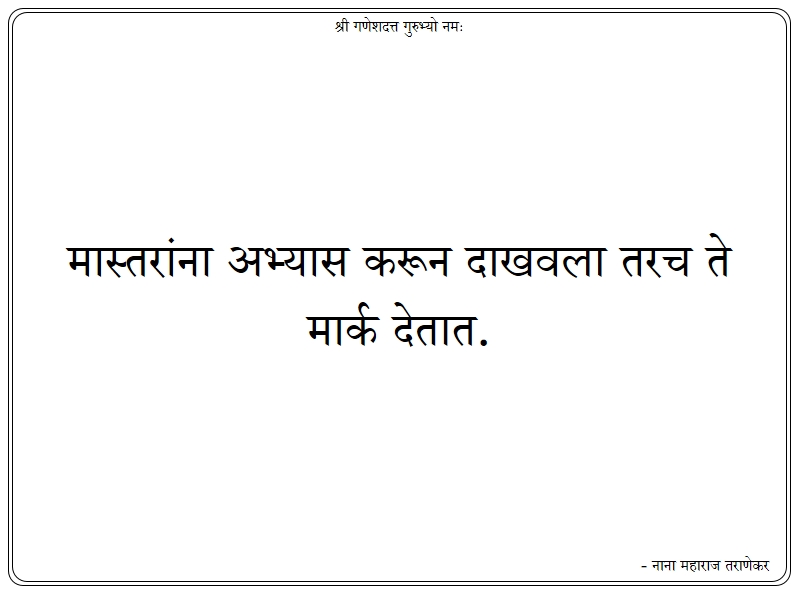 श्री गणेशदत्त गुरुभ्यो नमः
मास्तरांना अभ्यास करून दाखवला तरच ते
मार्क देतात.
- नाना महाराज तराणेकर